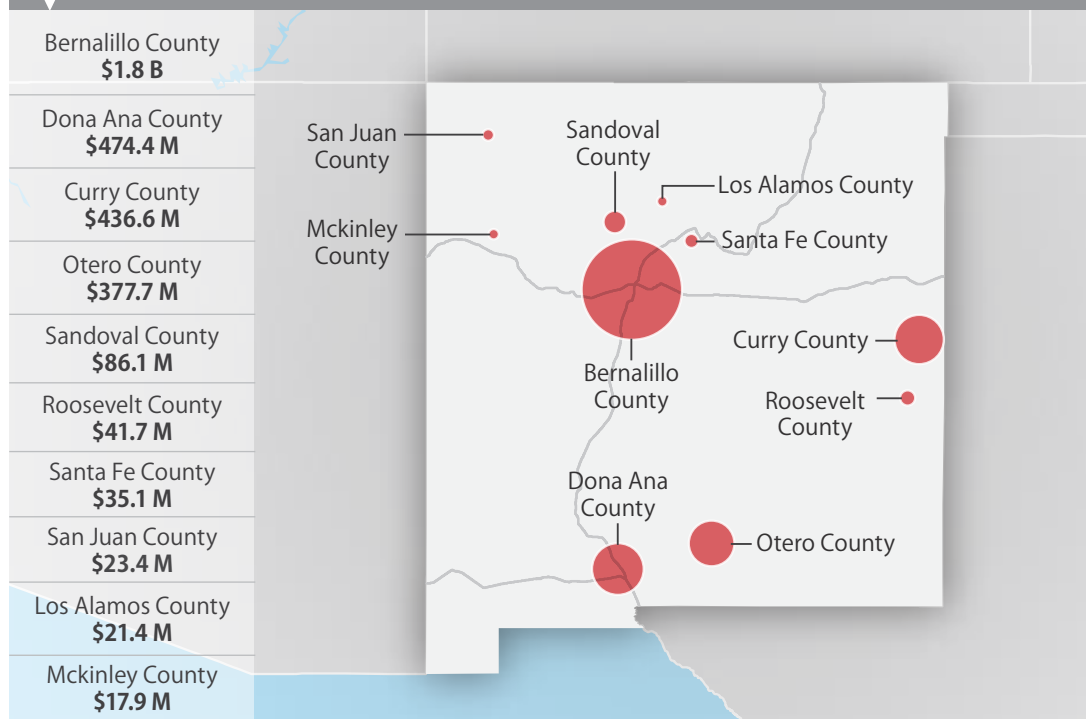 Bernalillo County
$1.8 B
Dona Ana County
$474.4 M
Curry County
$436.6 M
Otero County
$377.7 M
Sandoval County
$86.1 M
Roosevelt County
$41.7 M
Santa Fe County
$35.1 M
San Juan County
$23.4 M
Los Alamos County
$21.4 M
Mckinley County
$17.9 M
San Juan
County
Sandoval
County
Los Alamos County
Mckinley
County
Santa Fe County
Curry County
Bernalillo
County
Roosevelt
County
Dona Ana
County
Otero County